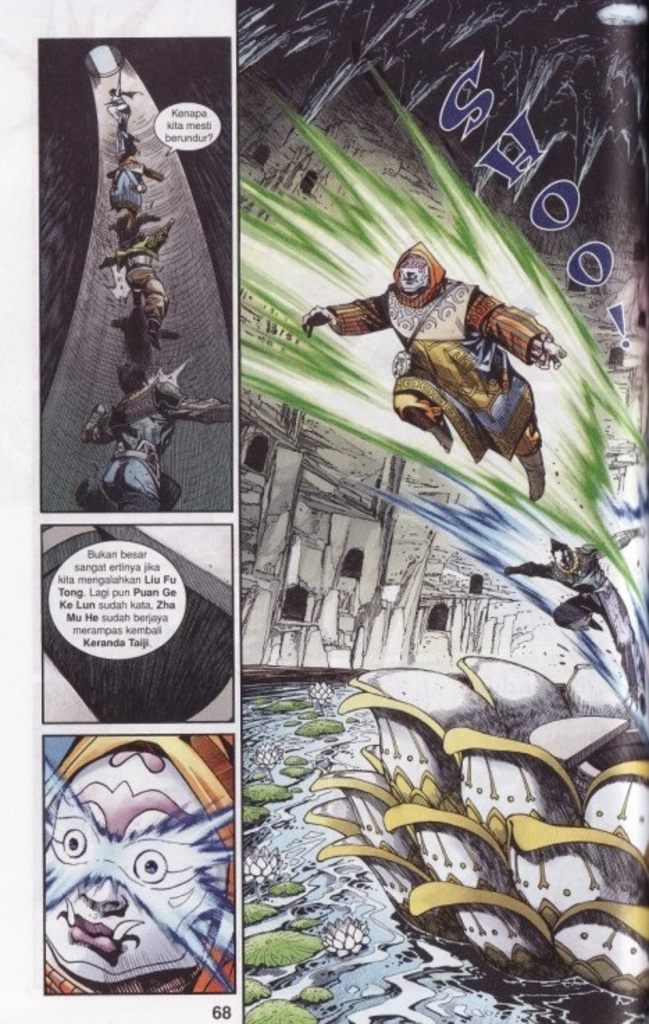 Kenapa
kita mesti
berundur?
Bukan besar
sangat ertinya jika
kita mengalahkan Liu Fu
Tong. Lagi pun Puan Ge
Ke Lun sudah kata, Zha
Mu He sudah berjaya
merampas kembali
Keranda Taiji.
SHOOO!
68